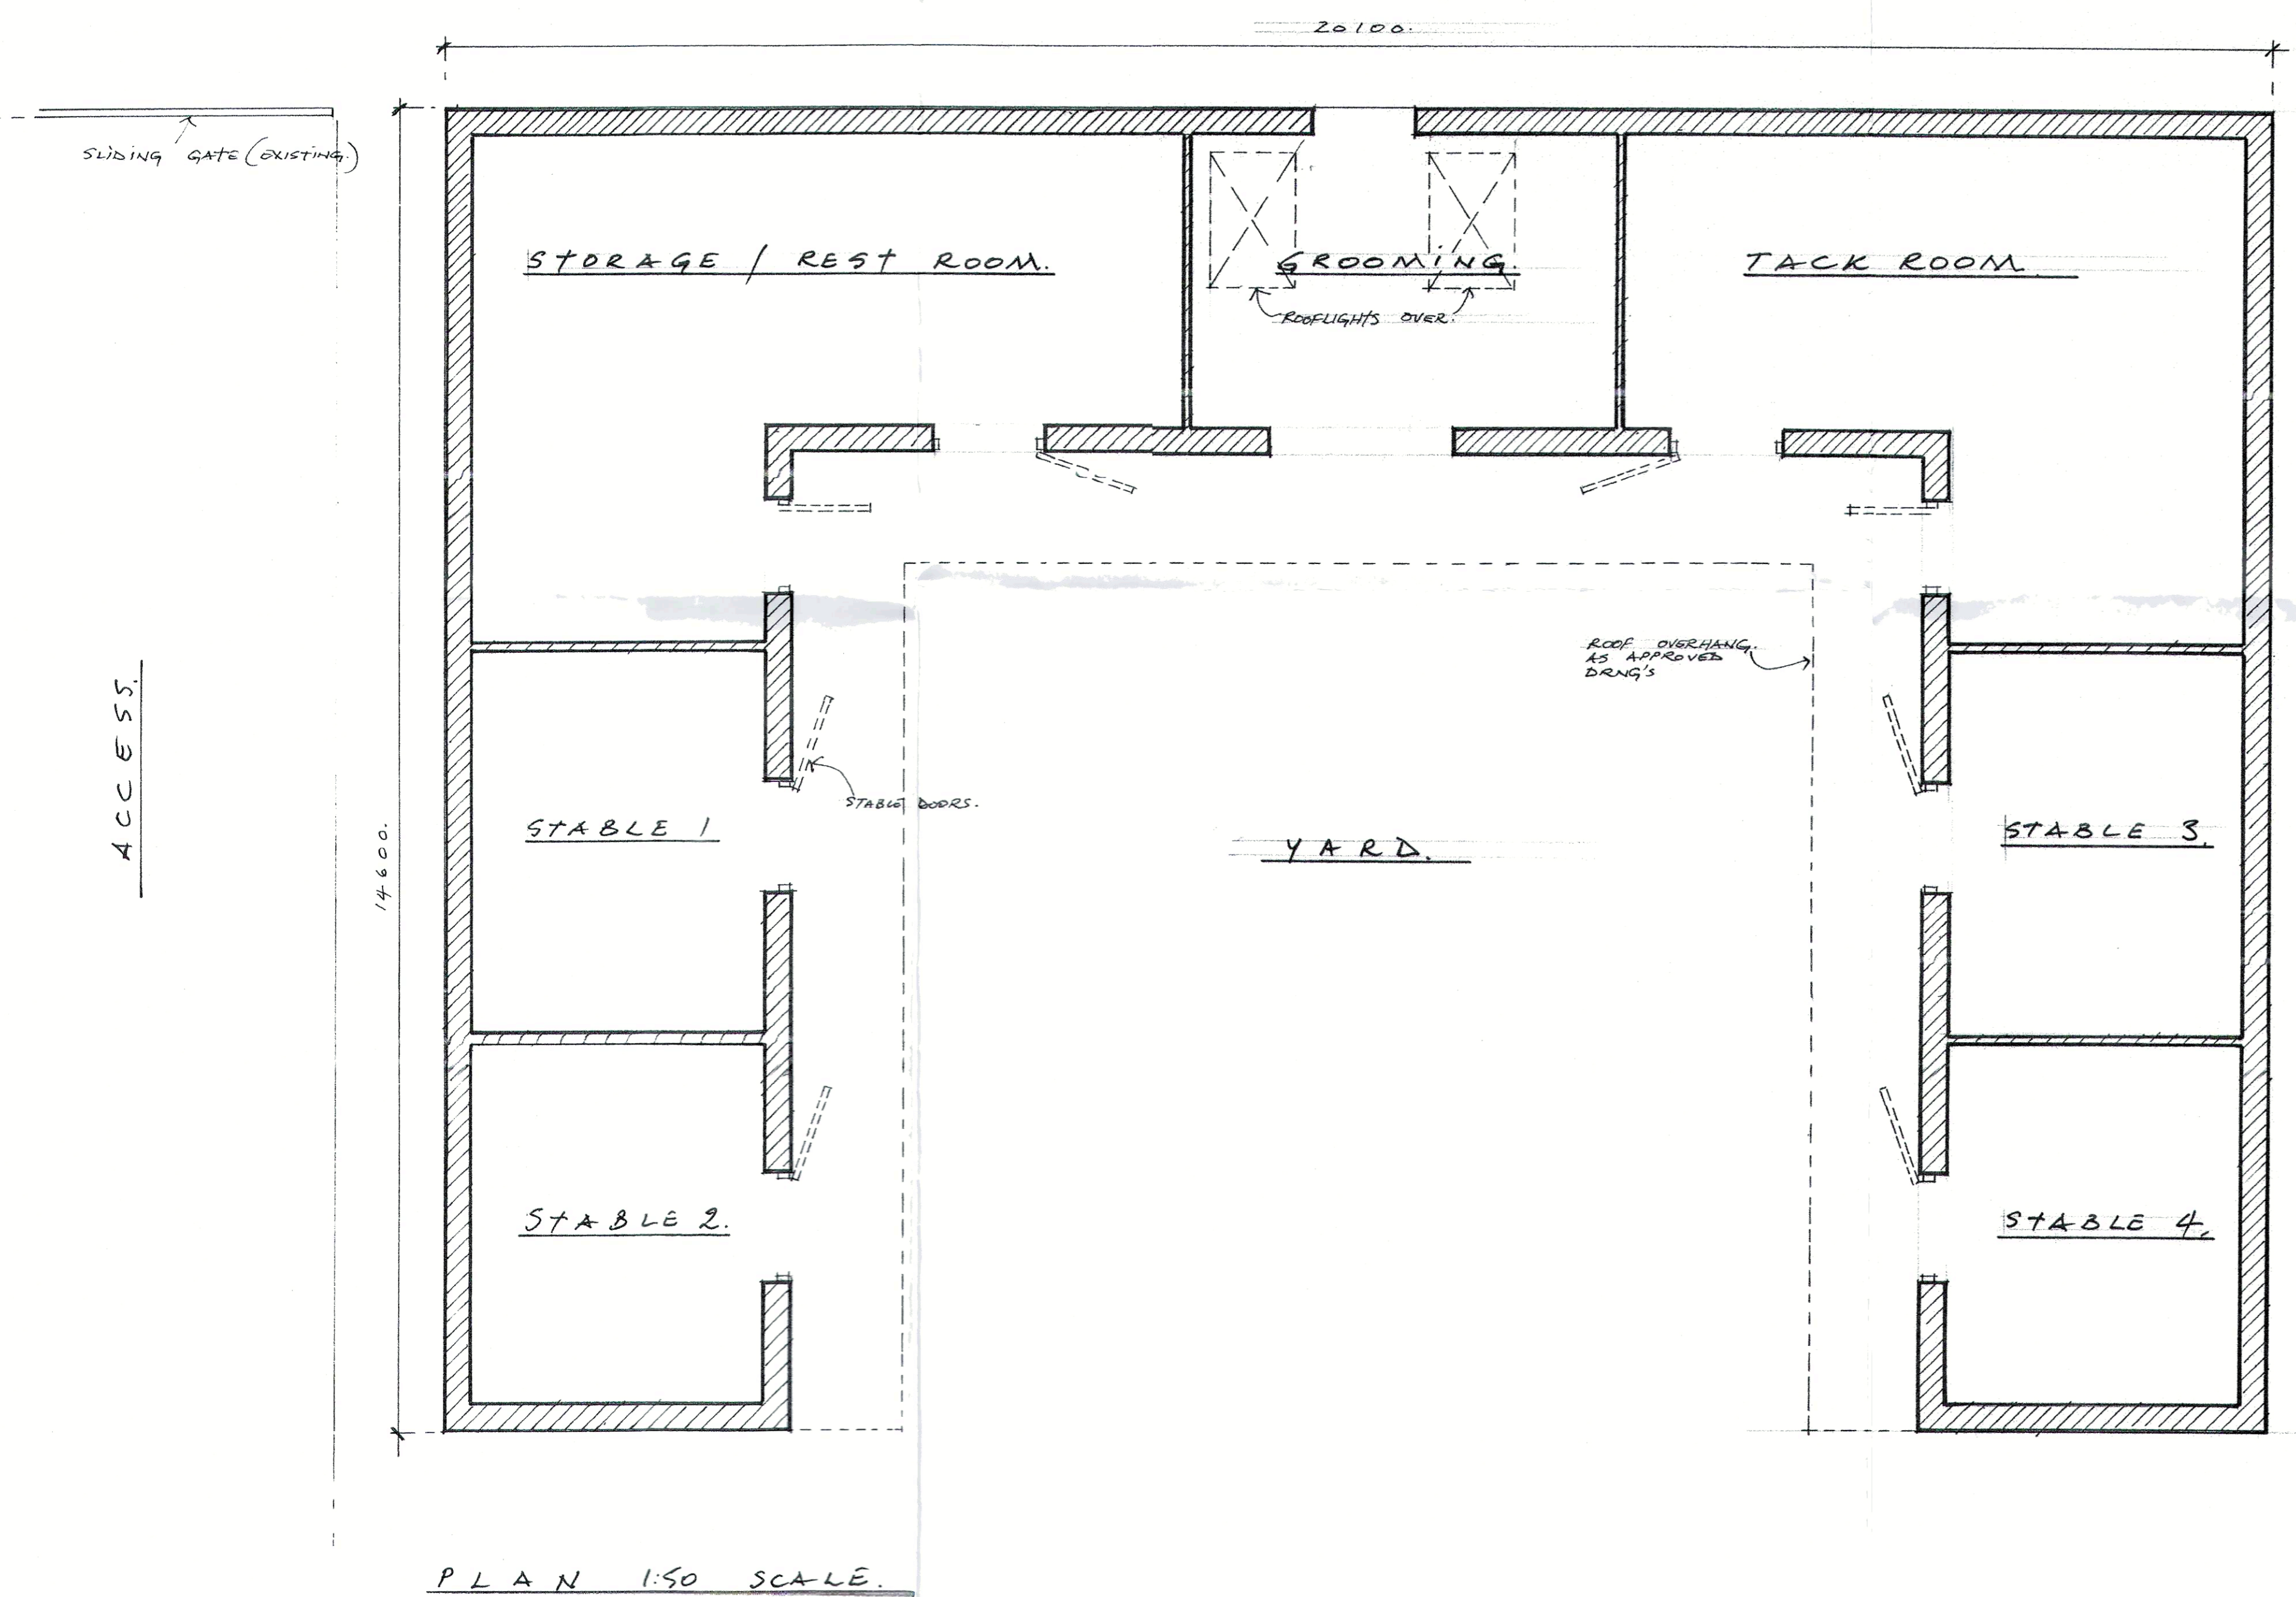 20100.
SLIDING GATE (EXISTING.)
STORAGE / REST ROOM.
GROOMING.
TACK ROOM.
ROOFLIGHTS OVER.
ROOF OVERHANG.
AS APPROVED
DRNG'S
ACCESS.
14600.
STABLE DOORS.
STABLE 1
YARD.
STABLE 3.
STABLE 2.
STABLE 4.
PLAN 1:50 SCALE.